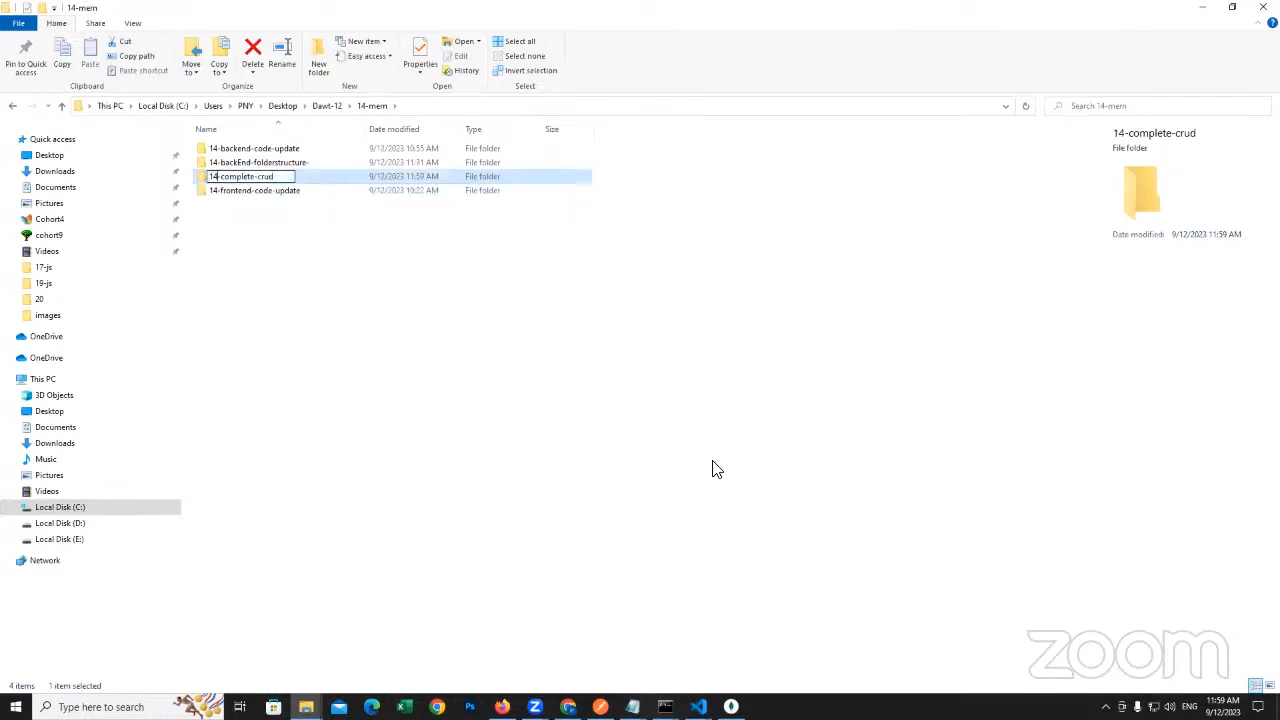 14-mern
File
Home
Share
View
Pin to Quick access
Copy
Paste
Cut
Copy path
Paste shortcut
Clipboard
Move to
Copy to
Delete
Rename
Organize
New folder
New item
Easy access
New
Properties
Open
Edit
History
Open
Select all
Select none
Invert selection
Select
This PC > Local Disk (C:) > Users > PNY > Desktop > Dawt-12 > 14-mern >
Search 14-mern
Name Date modified Type Size
14-backend-code-update 9/12/2023 10:55 AM File folder
14-backEnd-folderstructure- 9/12/2023 11:31 AM File folder
14-complete-crud 9/12/2023 11:59 AM File folder
14-frontend-code-update 9/12/2023 10:22 AM File folder
Quick access
Desktop
Downloads
Documents
Pictures
Cohort4
cohort9
Videos
17-js
19-js
20
images
OneDrive
OneDrive
This PC
3D Objects
Desktop
Documents
Downloads
Music
Pictures
Videos
Local Disk (C:)
Local Disk (D:)
Local Disk (E:)
Network
14-complete-crud
File folder
Date modified: 9/12/2023 11:59 AM
zoom
4 items 1 item selected
Type here to search
ENG
11:59 AM
9/12/2023